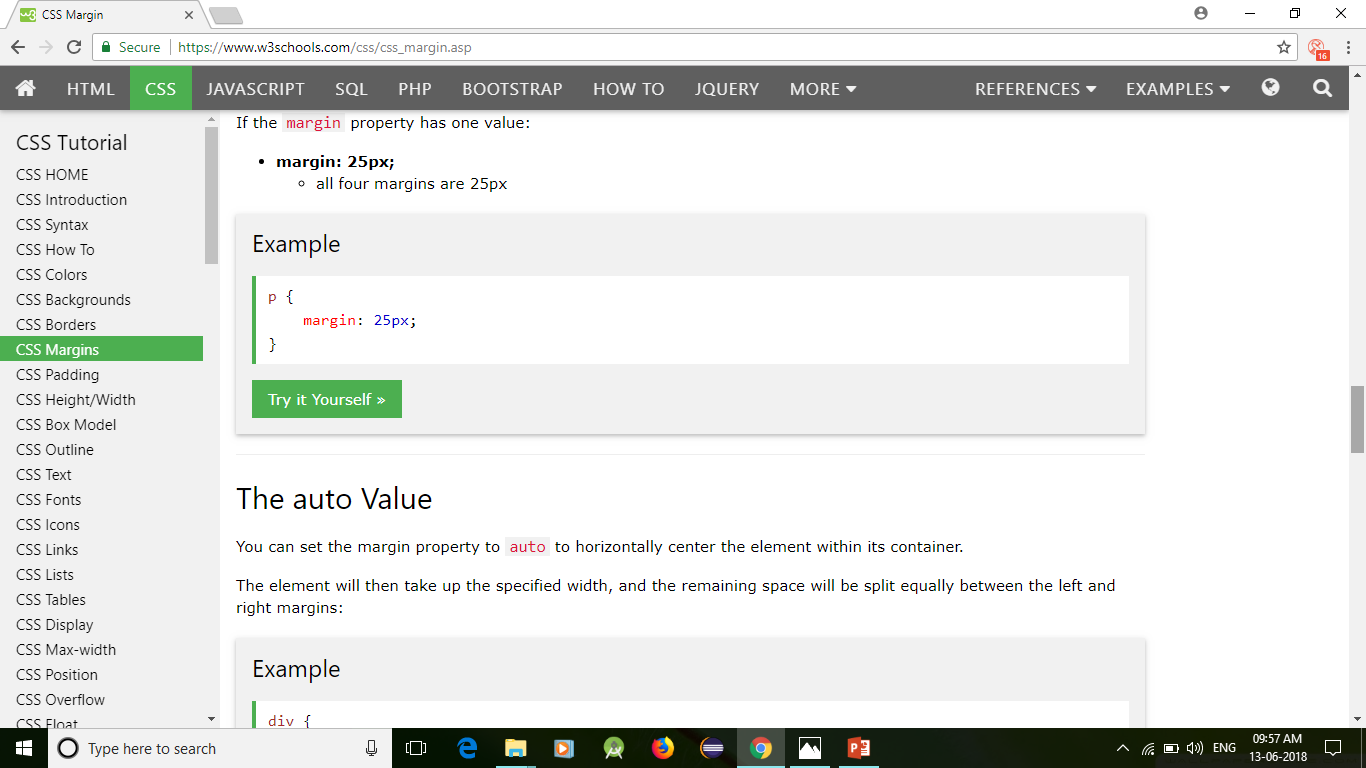 CSS Margin
Secure https://www.w3schools.com/css/css_margin.asp
16
HTML CSS JAVASCRIPT SQL PHP BOOTSTRAP HOW TO JQUERY MORE REFERENCES EXAMPLES
CSS Tutorial
CSS HOME
CSS Introduction
CSS Syntax
CSS How To
CSS Colors
CSS Backgrounds
CSS Borders
CSS Margins
CSS Padding
CSS Height/Width
CSS Box Model
CSS Outline
CSS Text
CSS Fonts
CSS Icons
CSS Links
CSS Lists
CSS Tables
CSS Display
CSS Max-width
CSS Position
CSS Overflow
CSS Float
If the margin property has one value:
• margin: 25px;
◦ all four margins are 25px
Example
p {
margin: 25px;
}
Try it Yourself »
The auto Value
You can set the margin property to auto to horizontally center the element within its container.
The element will then take up the specified width, and the remaining space will be split equally between the left and
right margins:
Example
div {
Type here to search
ENG
09:57 AM
13-06-2018